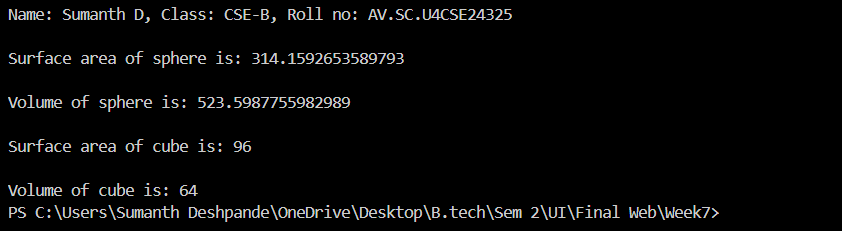 Name: Sumanth D, Class: CSE-B, Roll no: AV.SC.U4CSE24325
Surface area of sphere is: 314.1592653589793
Volume of sphere is: 523.5987755982989
Surface area of cube is: 96
Volume of cube is: 64
PS C:\Users\Sumanth Deshpande\OneDrive\Desktop\B.tech\Sem 2\UI\Final Web\Week7>